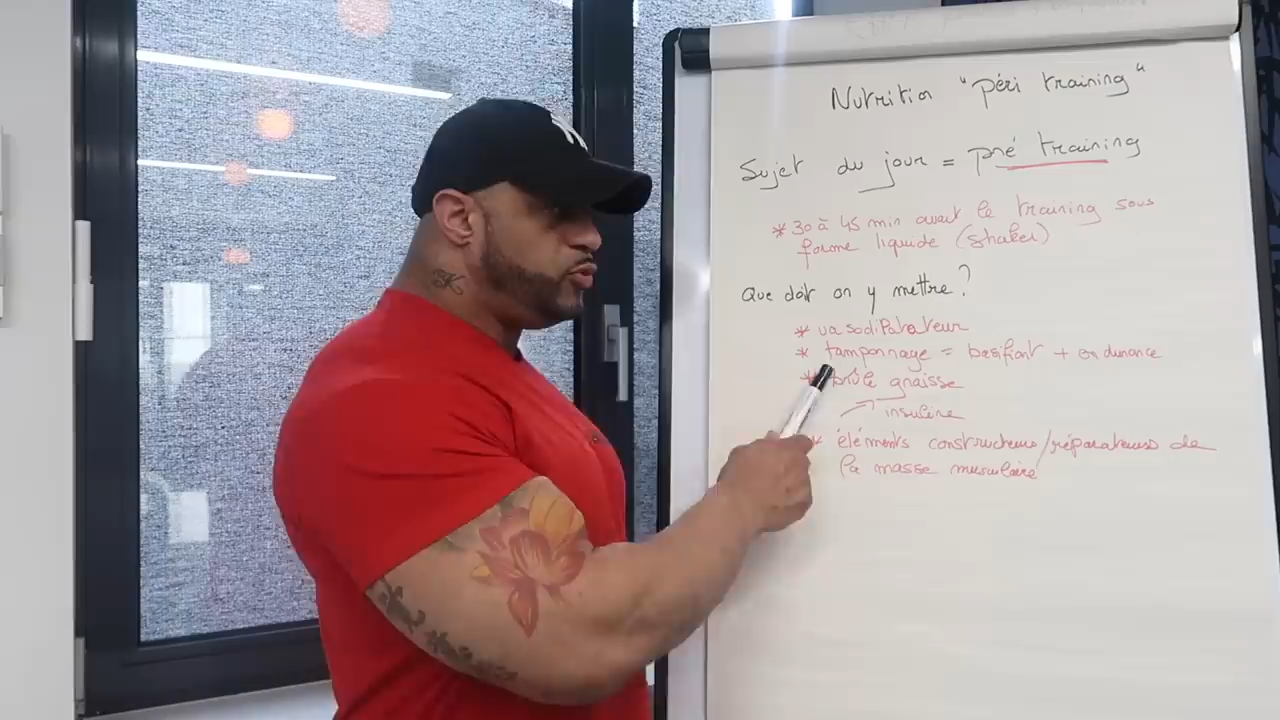 Nutrition "péri training"
Sujet du jour = pré training
* 30 à 45 min avant le training sous
forme liquide (shaker)
Que doit on y mettre ?
* vasodilatateur
* tamponnage = basifiant + endurance
* brûle graisse
insuline
* éléments constructeurs/réparateurs de
la masse musculaire